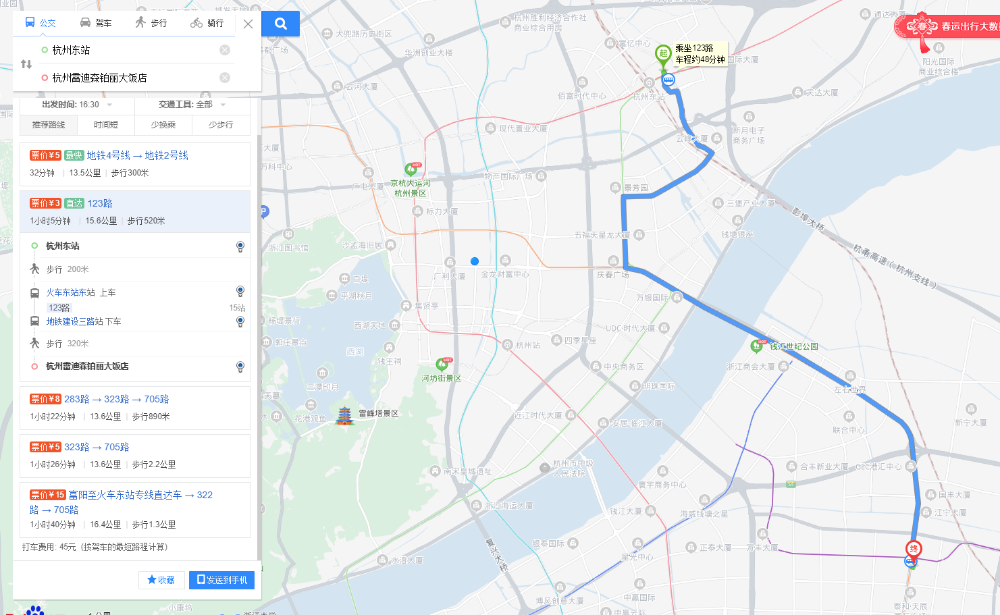 公交
驾车
步行
骑行
杭州东站
杭州雷迪森铂丽大饭店
出发时间: 16:30
交通工具: 全部
推荐路线
时间短
少换乘
少步行
票价¥5 最快 地铁4号线 → 地铁2号线
32分钟 | 13.5公里 | 步行300米
票价¥3 直达 123路
1小时5分钟 | 15.6公里 | 步行520米
杭州东站
步行 200米
火车东站东站 上车
123路 15站
地铁建设三路站 下车
步行 320米
杭州雷迪森铂丽大饭店
票价¥8 283路 → 323路 → 705路
1小时22分钟 | 13.6公里 | 步行890米
票价¥5 323路 → 705路
1小时26分钟 | 13.6公里 | 步行2.2公里
票价¥15 富阳至火车东站专线直达车 → 322
路 → 705路
1小时40分钟 | 16.4公里 | 步行1.3公里
打车费用: 45元（按驾车的最短路程计算）
收藏
发送到手机
春运出行大数据
起
乘坐123路
车程约48分钟
杭州胜利经济合作社
商业综合用房
通达大厦
大兜路历史街区
华洲创业大楼
富亿中心
国际大厦
阳光国际
商业综合楼
云河大厦
佰富时代中心
杭州东站
天达大厦
现代置业大厦
新月电子
商务广场
云峰大厦
万科中心
广电大厦
HOT
京杭大运河
杭州景区
物产国际广场
景芳园
三堡产业大厦
彭埠大桥
标力大厦
浙江图书馆
沙孟海旧居
五福天星龙大厦
钱塘银座
杭甬高速（杭州支线）
广利大厦
金龙财富中心
庆春广场
白堤
平湖秋月
集贤亭
万银国际
杨堤景行
西湖天地
UDC·时代大厦
郭庄景点
西湖
钱王祠
杭州站
四季星座
HOT
钱江世纪公园
HOT
河坊街景区
中央商务区
浙江商会大厦
三潭印月
明珠国际
左右世界
花港观鱼
雷峰塔景区
近江时代大厦
安居·临江大厦
联合中心
新宁大厦
南宋皇城遗址
杭州市中级
人民法院
寰宇商务中心
合丰新业大厦
GEC港汇中心
国丰大厦
浙江海运大厦
钱江大厦
海威钱塘之星
江宁大厦
复兴大桥
银泰国际
星光中心
正泰大厦
万丰大厦
终
水澄大厦
博风创意大厦
中赢国际
泰和·天辰
小康坞